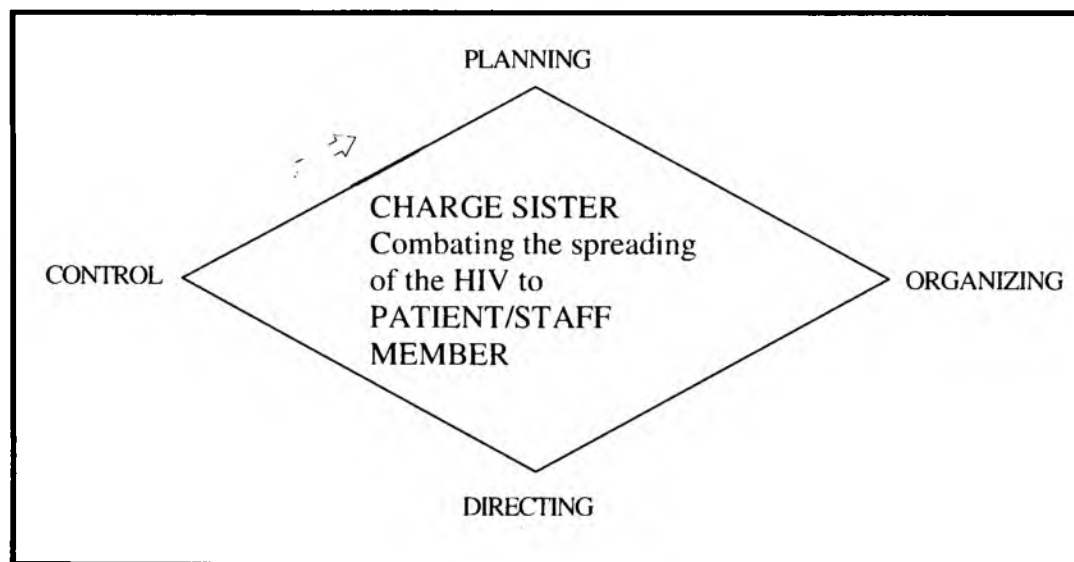 PLANNING
CHARGE SISTER
Combating the spreading
of the HIV to
PATIENT/STAFF
MEMBER
CONTROL
ORGANIZING
DIRECTING